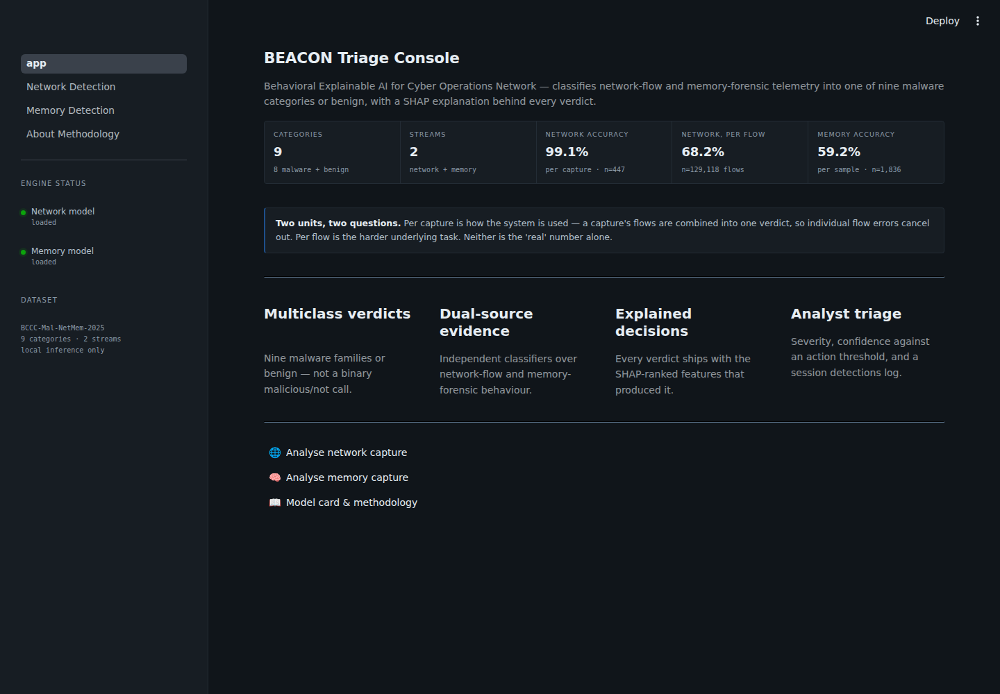 Deploy
app
Network Detection
Memory Detection
About Methodology
ENGINE STATUS
Network model
loaded
Memory model
loaded
DATASET
BCCC-Mal-NetMem-2025
9 categories · 2 streams
local inference only
BEACON Triage Console
Behavioral Explainable AI for Cyber Operations Network — classifies network-flow and memory-forensic telemetry into one of nine malware
categories or benign, with a SHAP explanation behind every verdict.
CATEGORIES
9
8 malware + benign
STREAMS
2
network + memory
NETWORK ACCURACY
99.1%
per capture · n=447
NETWORK, PER FLOW
68.2%
n=129,118 flows
MEMORY ACCURACY
59.2%
per sample · n=1,836
Two units, two questions. Per capture is how the system is used — a capture's flows are combined into one verdict, so individual flow errors cancel
out. Per flow is the harder underlying task. Neither is the 'real' number alone.
Multiclass verdicts
Nine malware families or
benign — not a binary
malicious/not call.
Dual-source
evidence
Independent classifiers over
network-flow and memory-
forensic behaviour.
Explained
decisions
Every verdict ships with the
SHAP-ranked features that
produced it.
Analyst triage
Severity, confidence against
an action threshold, and a
session detections log.
Analyse network capture
Analyse memory capture
Model card & methodology